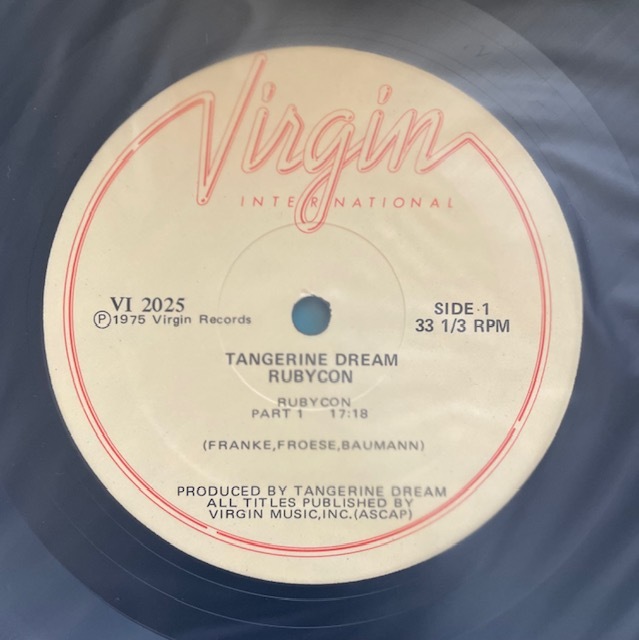 Virgin
INTERNATIONAL
VI 2025
℗1975 Virgin Records
SIDE·1
33 1/3 RPM
TANGERINE DREAM
RUBYCON
RUBYCON
PART 1 17:18
(FRANKE,FROESE,BAUMANN)
PRODUCED BY TANGERINE DREAM
ALL TITLES PUBLISHED BY
VIRGIN MUSIC,INC.(ASCAP)